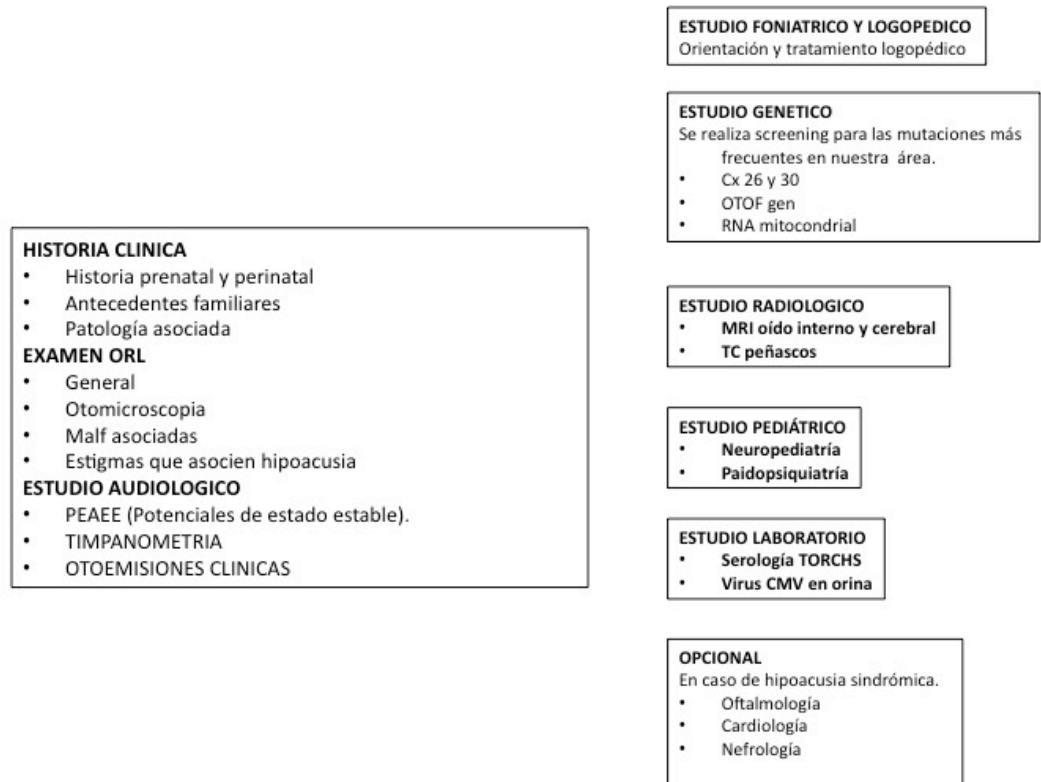 HISTORIA CLINICA
• Historia prenatal y perinatal
• Antecedentes familiares
• Patología asociada
EXAMEN ORL
• General
• Otomicroscopia
• Malf asociadas
• Estigmas que asocien hipoacusia
ESTUDIO AUDIOLOGICO
• PEAEE (Potenciales de estado estable).
• TIMPANOMETRIA
• OTOEMISIONES CLINICAS
ESTUDIO FONIATRICO Y LOGOPEDICO
Orientación y tratamiento logopédico
ESTUDIO GENETICO
Se realiza screening para las mutaciones más
frecuentes en nuestra área.
• Cx 26 y 30
• OTOF gen
• RNA mitocondrial
ESTUDIO RADIOLOGICO
• MRI oído interno y cerebral
• TC peñascos
ESTUDIO PEDIÁTRICO
• Neuropediatría
• Paidopsiquiatría
ESTUDIO LABORATORIO
• Serología TORCHS
• Virus CMV en orina
OPCIONAL
En caso de hipoacusia sindrómica.
• Oftalmología
• Cardiología
• Nefrología